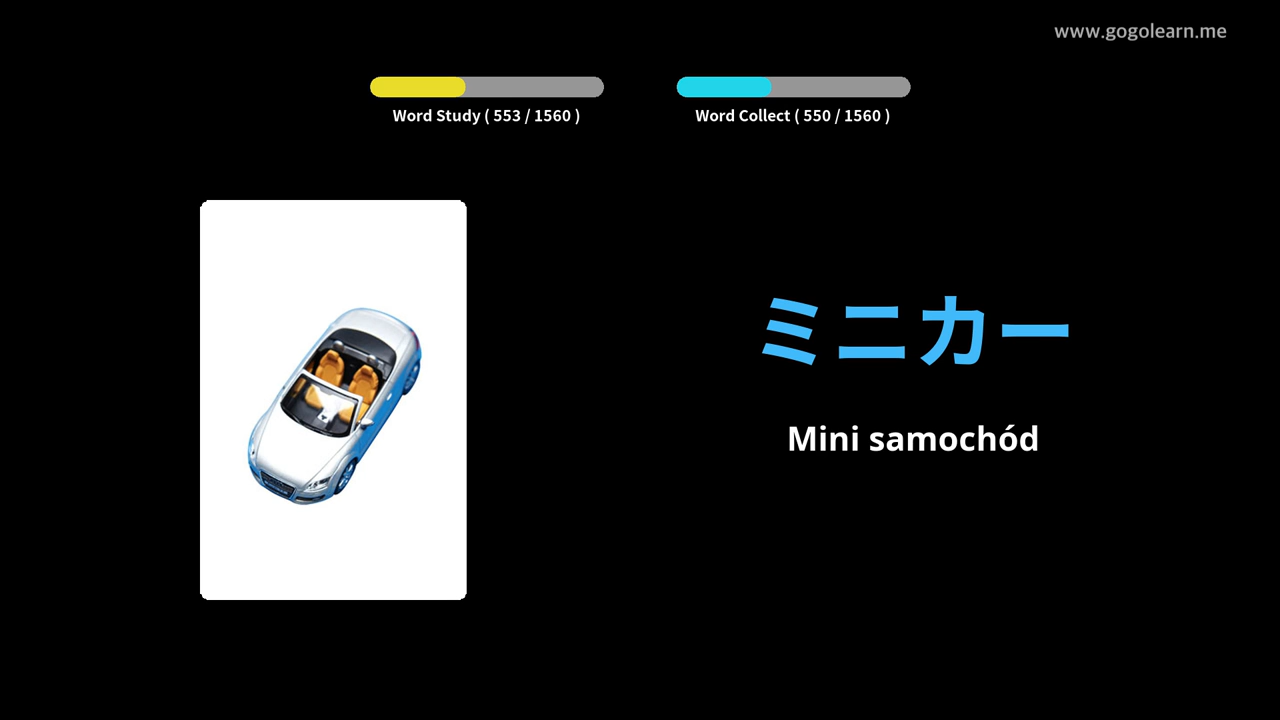 www.gogolearn.me
Word Study ( 553 / 1560 )
Word Collect ( 550 / 1560 )
ミニカー
Mini samochód